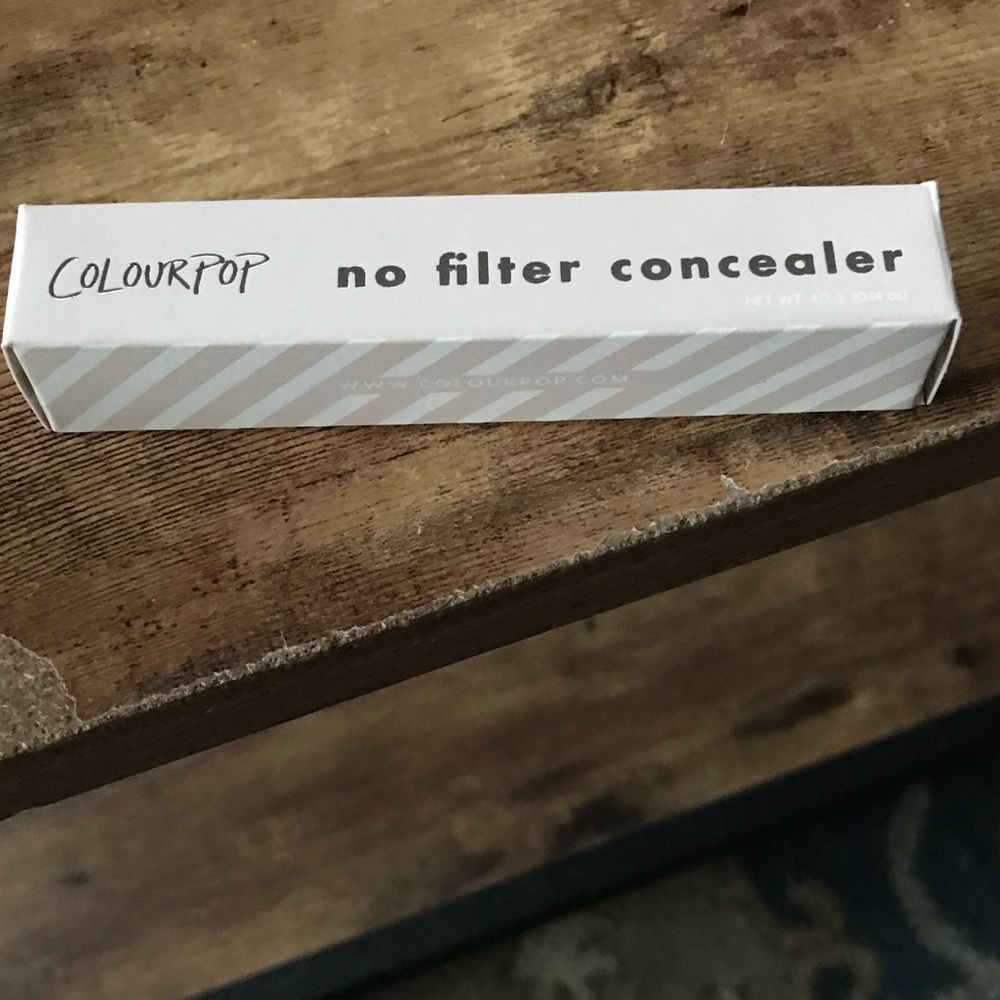 COLOURPOP
no filter concealer
NET WT. 4.0 g (0.14 oz)
WWW.COLOURPOP.COM